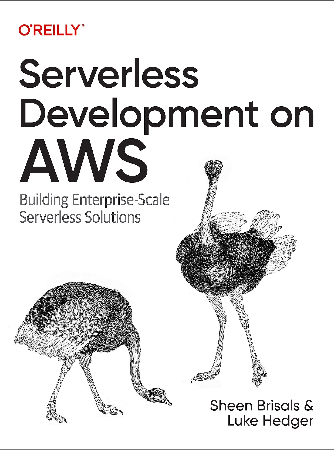 O'REILLY®
Serverless
Development on
AWS
Building Enterprise-Scale
Serverless Solutions
Sheen Brisals &
Luke Hedger